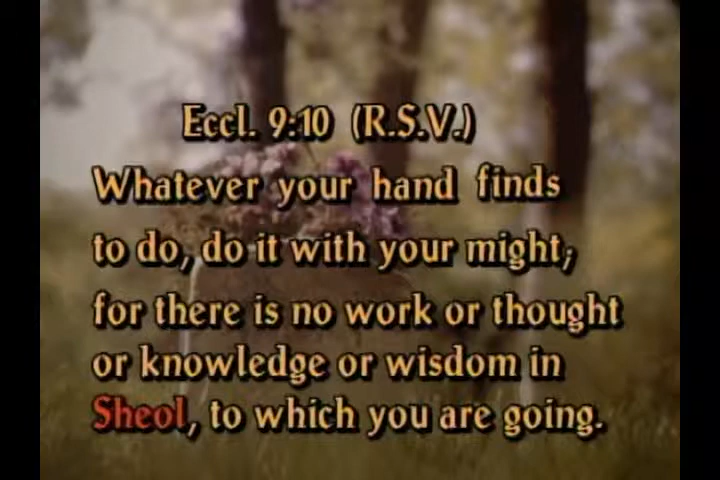 Eccl. 9:10 (R.S.V.)
Whatever your hand finds
to do, do it with your might;
for there is no work or thought
or knowledge or wisdom in
Sheol, to which you are going.